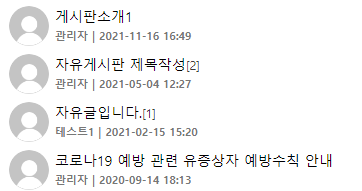 게시판소개1
관리자 | 2021-11-16 16:49
자유게시판 제목작성[2]
관리자 | 2021-05-04 12:27
자유글입니다.[1]
테스트1 | 2021-02-15 15:20
코로나19 예방 관련 유증상자 예방수칙 안내
관리자 | 2020-09-14 18:13